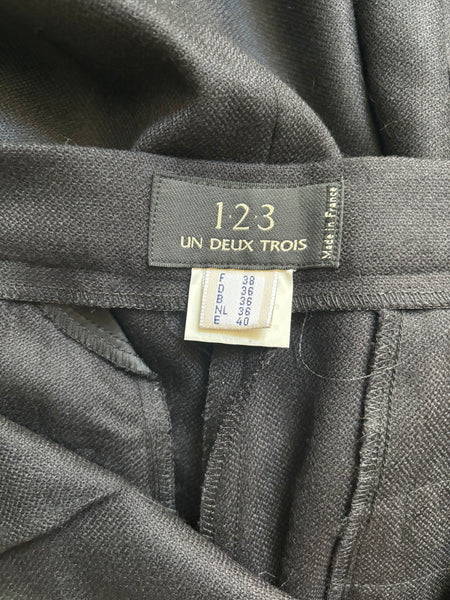 1·2·3
UN DEUX TROIS
Made in France
F 38
D 36
B 36
NL 36
E 40